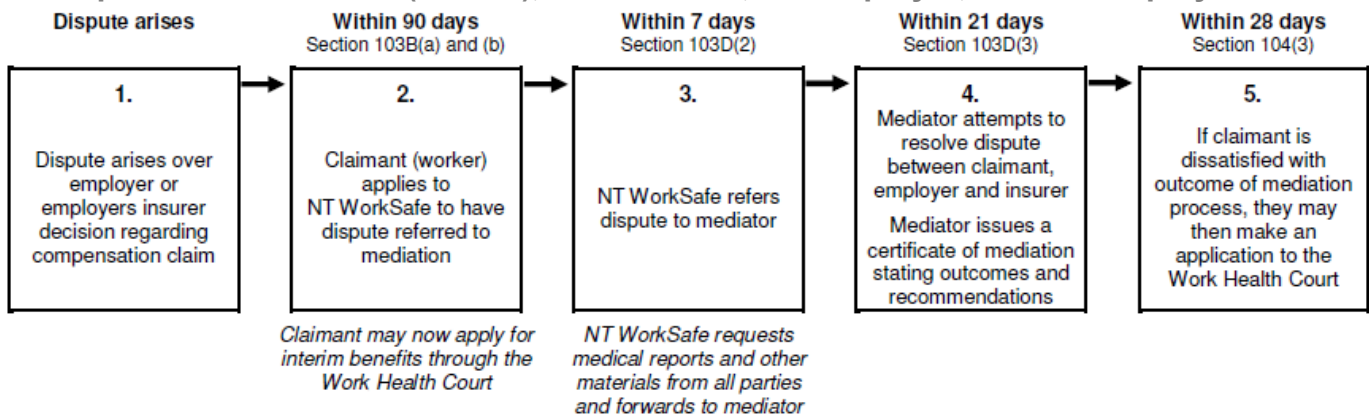 Dispute arises
Within 90 days
Section 103B(a) and (b)
Within 7 days
Section 103D(2)
Within 21 days
Section 103D(3)
Within 28 days
Section 104(3)
1.
Dispute arises over
employer or
employers insurer
decision regarding
compensation claim
2.
Claimant (worker)
applies to
NT WorkSafe to have
dispute referred to
mediation
Claimant may now apply for
interim benefits through the
Work Health Court
3.
NT WorkSafe refers
dispute to mediator
NT WorkSafe requests
medical reports and other
materials from all parties
and forwards to mediator
4.
Mediator attempts to
resolve dispute
between claimant,
employer and insurer
Mediator issues a
certificate of mediation
stating outcomes and
recommendations
5.
If claimant is
dissatisfied with
outcome of mediation
process, they may
then make an
application to the
Work Health Court